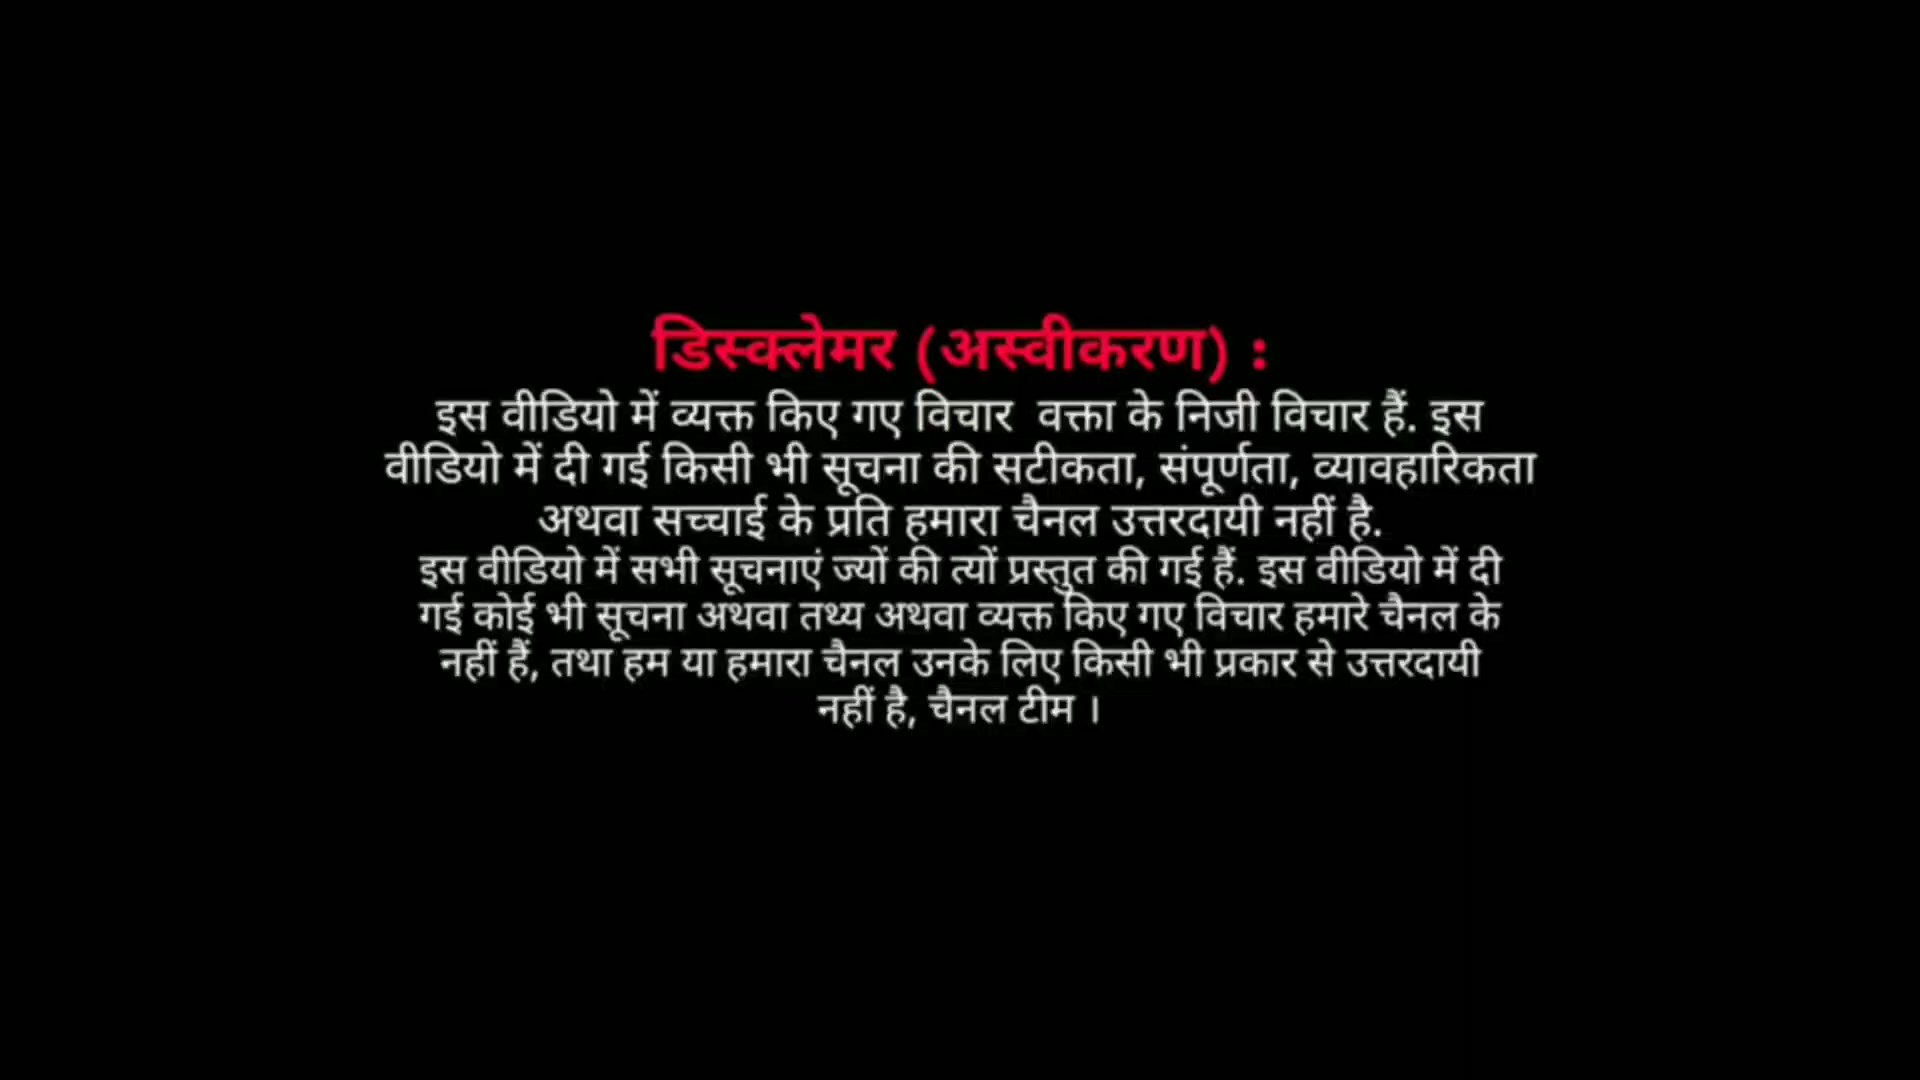 डिस्क्लेमर (अस्वीकरण) :
इस वीडियो में व्यक्त किए गए विचार वक्ता के निजी विचार हैं. इस
वीडियो में दी गई किसी भी सूचना की सटीकता, संपूर्णता, व्यावहारिकता
अथवा सच्चाई के प्रति हमारा चैनल उत्तरदायी नहीं है.
इस वीडियो में सभी सूचनाएं ज्यों की त्यों प्रस्तुत की गई हैं. इस वीडियो में दी
गई कोई भी सूचना अथवा तथ्य अथवा व्यक्त किए गए विचार हमारे चैनल के
नहीं हैं, तथा हम या हमारा चैनल उनके लिए किसी भी प्रकार से उत्तरदायी
नहीं है, चैनल टीम ।